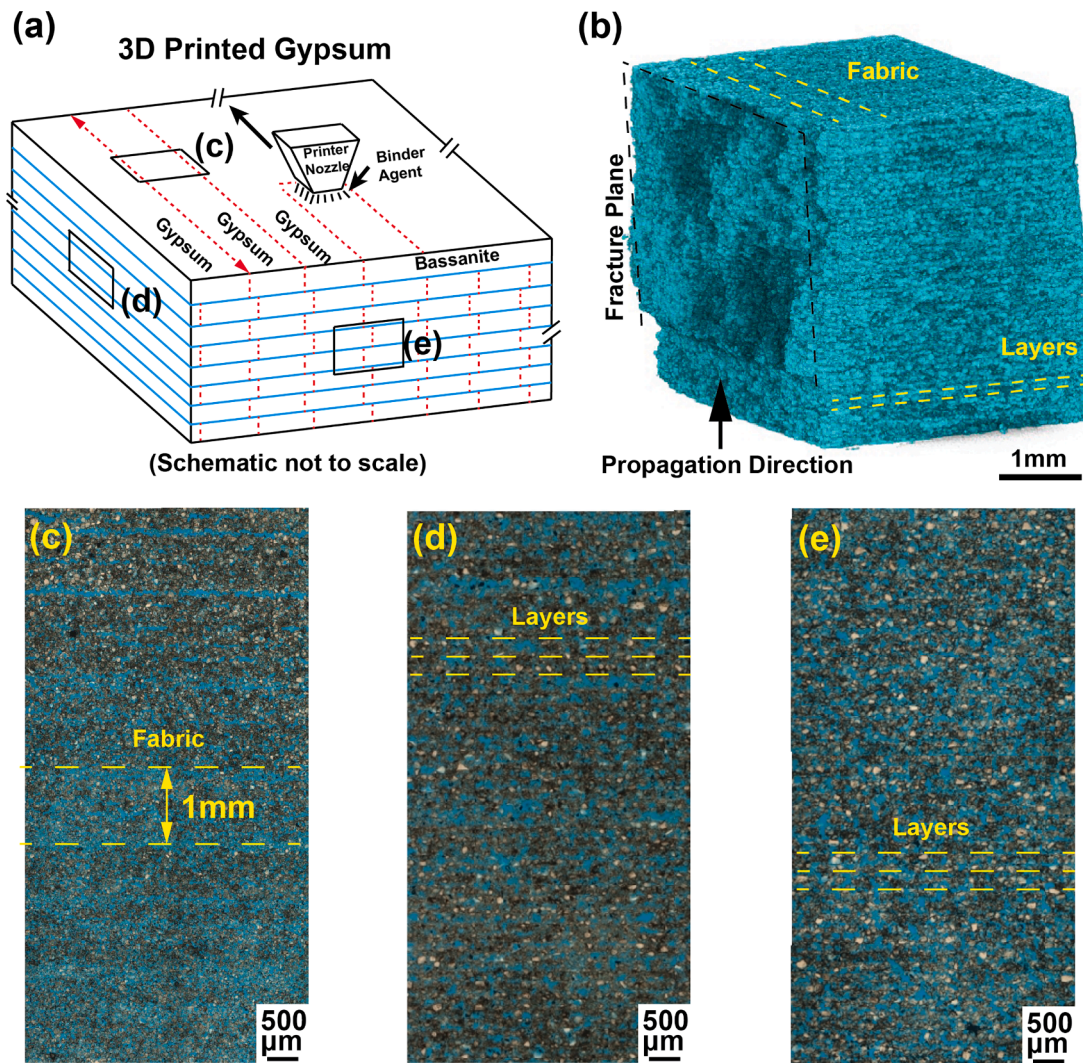 (a)
3D Printed Gypsum
(c)
Printer
Nozzle
Binder
Agent
Gypsum
Gypsum
Gypsum
Bassanite
(d)
(e)
(Schematic not to scale)
(b)
Fabric
Fracture Plane
Layers
Propagation Direction
1mm
(c)
Fabric
1mm
500
µm
(d)
Layers
500
µm
(e)
Layers
500
µm